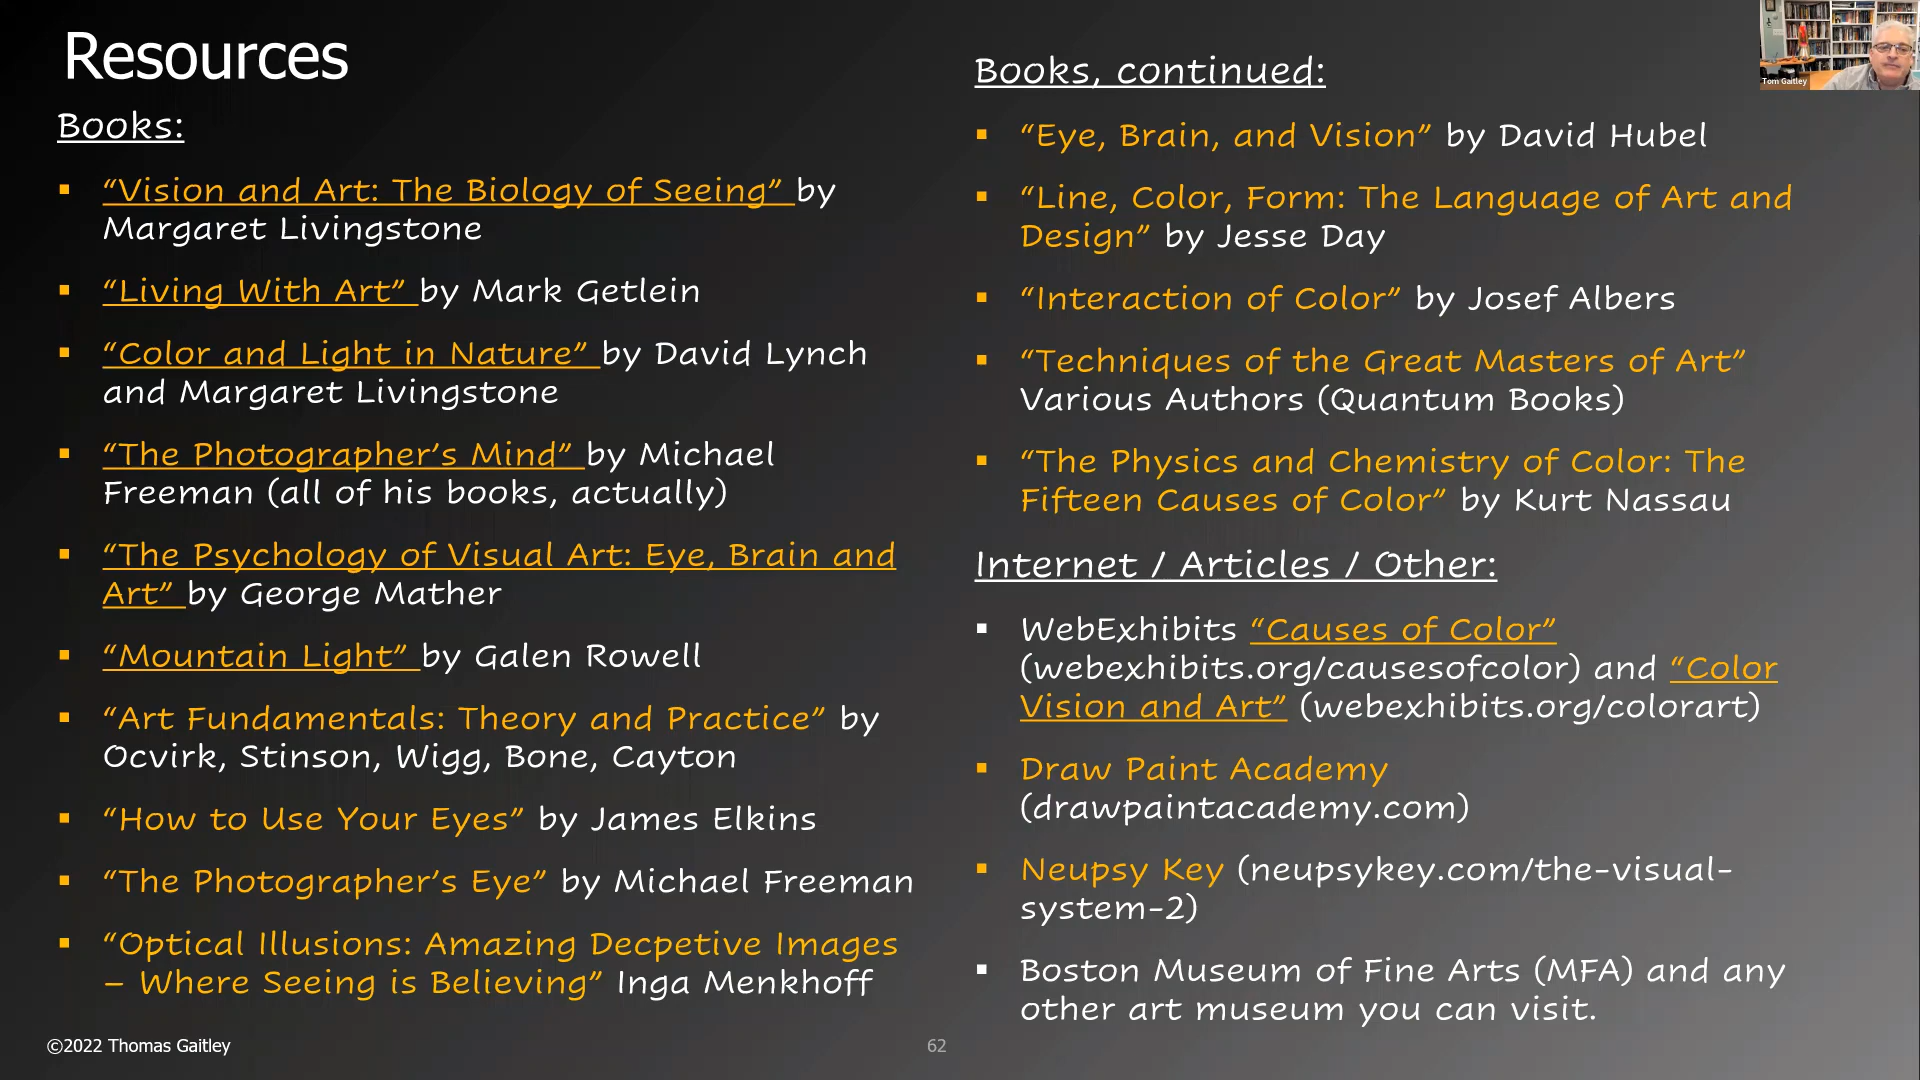 Resources
Books:
▪ “Vision and Art: The Biology of Seeing” by
Margaret Livingstone
▪ “Living With Art” by Mark Getlein
▪ “Color and Light in Nature” by David Lynch
and Margaret Livingstone
▪ “The Photographer’s Mind” by Michael
Freeman (all of his books, actually)
▪ “The Psychology of Visual Art: Eye, Brain and
Art” by George Mather
▪ “Mountain Light” by Galen Rowell
▪ “Art Fundamentals: Theory and Practice” by
Ocvirk, Stinson, Wigg, Bone, Cayton
▪ “How to Use Your Eyes” by James Elkins
▪ “The Photographer’s Eye” by Michael Freeman
▪ “Optical Illusions: Amazing Decpetive Images
– Where Seeing is Believing” Inga Menkhoff
Books, continued:
▪ “Eye, Brain, and Vision” by David Hubel
▪ “Line, Color, Form: The Language of Art and
Design” by Jesse Day
▪ “Interaction of Color” by Josef Albers
▪ “Techniques of the Great Masters of Art”
Various Authors (Quantum Books)
▪ “The Physics and Chemistry of Color: The
Fifteen Causes of Color” by Kurt Nassau
Internet / Articles / Other:
▪ WebExhibits “Causes of Color”
(webexhibits.org/causesofcolor) and “Color
Vision and Art” (webexhibits.org/colorart)
▪ Draw Paint Academy
(drawpaintacademy.com)
▪ Neupsy Key (neupsykey.com/the-visual-
system-2)
▪ Boston Museum of Fine Arts (MFA) and any
other art museum you can visit.
©2022 Thomas Gaitley
62
Tom Gaitley